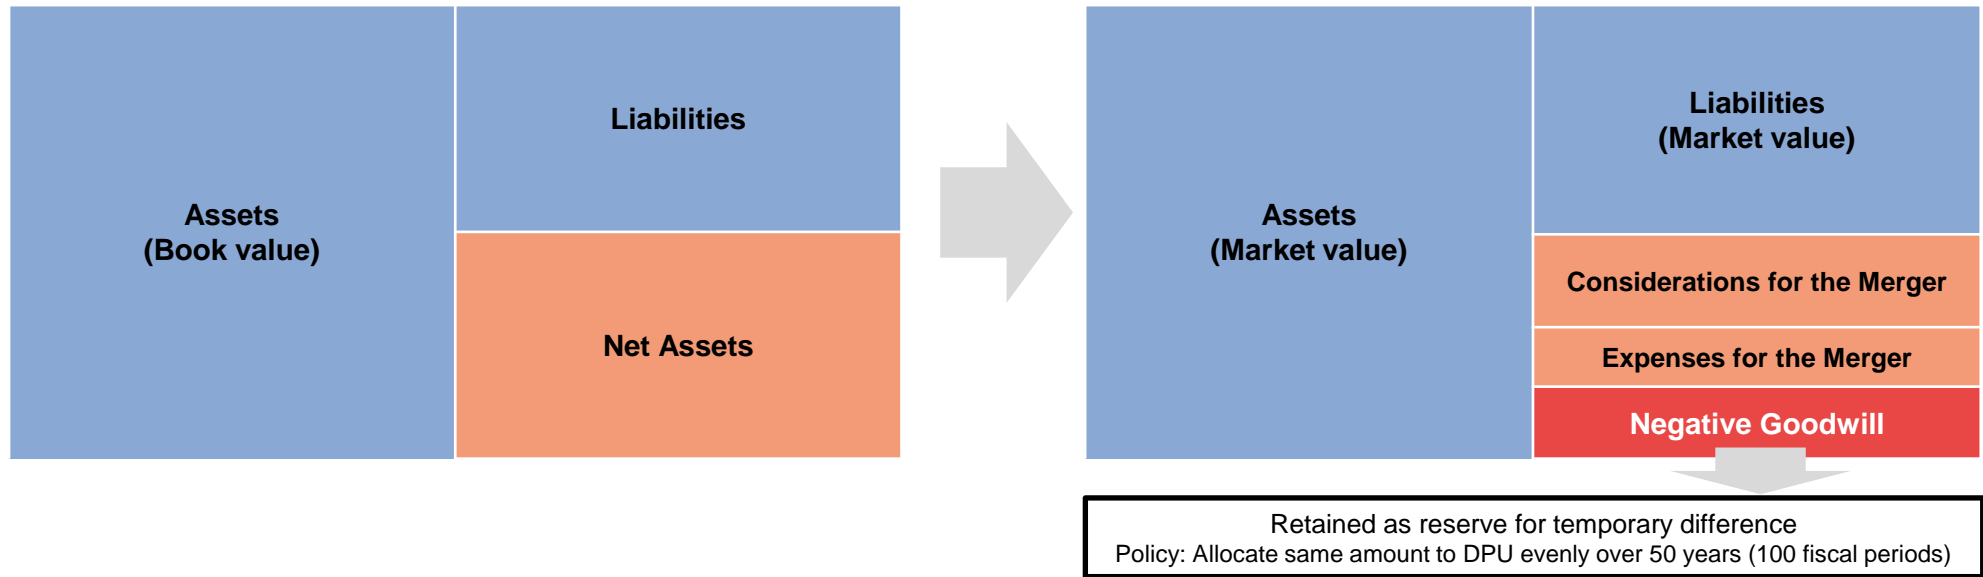 Assets
(Book value)
Liabilities
Net Assets
Assets
(Market value)
Liabilities
(Market value)
Considerations for the Merger
Expenses for the Merger
Negative Goodwill
Retained as reserve for temporary difference
Policy: Allocate same amount to DPU evenly over 50 years (100 fiscal periods)